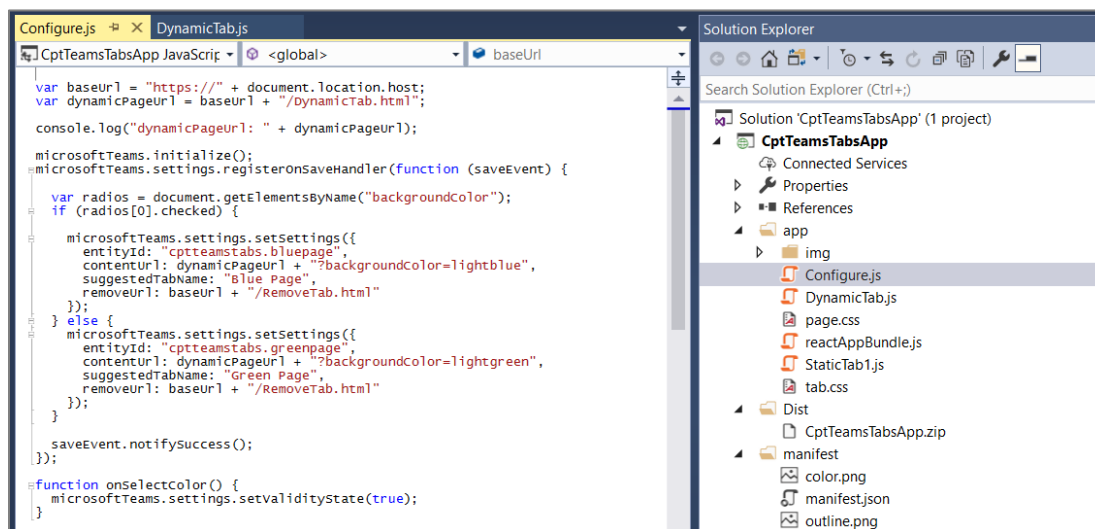 Configure.js DynamicTab.js
CptTeamsTabsApp JavaScrip <global> baseUrl
var baseUrl = "https://" + document.location.host;
var dynamicPageUrl = baseUrl + "/DynamicTab.html";
console.log("dynamicPageUrl: " + dynamicPageUrl);
microsoftTeams.initialize();
microsoftTeams.settings.registerOnSaveHandler(function (saveEvent) {
var radios = document.getElementsByName("backgroundColor");
if (radios[0].checked) {
microsoftTeams.settings.setSettings({
entityId: "cptteamstabs.bluepage",
contentUrl: dynamicPageUrl + "?backgroundColor=lightblue",
suggestedTabName: "Blue Page",
removeUrl: baseUrl + "/RemoveTab.html"
});
} else {
microsoftTeams.settings.setSettings({
entityId: "cptteamstabs.greenpage",
contentUrl: dynamicPageUrl + "?backgroundColor=lightgreen",
suggestedTabName: "Green Page",
removeUrl: baseUrl + "/RemoveTab.html"
});
}
saveEvent.notifySuccess();
});
function onSelectColor() {
microsoftTeams.settings.setValidityState(true);
}
Solution Explorer
Search Solution Explorer (Ctrl+;)
Solution 'CptTeamsTabsApp' (1 project)
CptTeamsTabsApp
Connected Services
Properties
References
app
img
Configure.js
DynamicTab.js
page.css
reactAppBundle.js
StaticTab1.js
tab.css
Dist
CptTeamsTabsApp.zip
manifest
color.png
manifest.json
outline.png